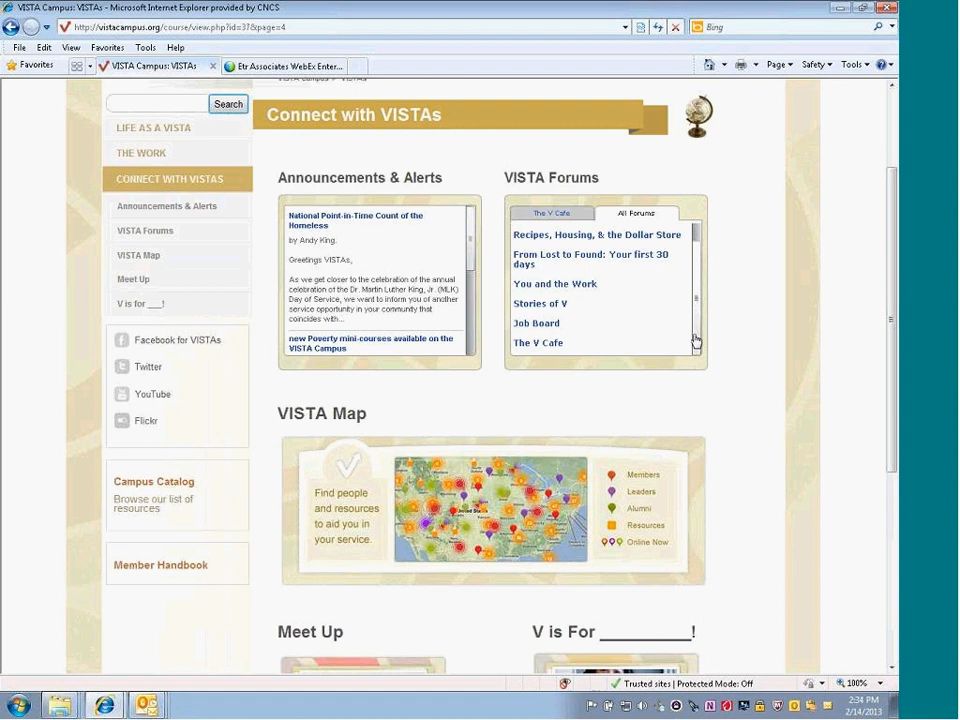 VISTA Campus: VISTAs - Microsoft Internet Explorer provided by CNCS
http://vistacampus.org/course/view.php?id=37&page=4
Bing
File Edit View Favorites Tools Help
Favorites
VISTA Campus: VISTAs
Etr Associates WebEx Enter...
Page
Safety
Tools
VISTA Campus VISTAs
Search
Connect with VISTAs
LIFE AS A VISTA
THE WORK
CONNECT WITH VISTAS
Announcements & Alerts
VISTA Forums
VISTA Map
Meet Up
V is for ___!
Facebook for VISTAs
Twitter
YouTube
Flickr
Campus Catalog
Browse our list of
resources
Member Handbook
Announcements & Alerts
National Point-in-Time Count of the
Homeless
by Andy King.
Greetings VISTAs,
As we get closer to the celebration of the annual
celebration of the Dr. Martin Luther King, Jr. (MLK)
Day of Service, we want to inform you of another
service opportunity in your community that
coincides with...
new Poverty mini-courses available on the
VISTA Campus
VISTA Forums
The V Cafe
All Forums
Recipes, Housing, & the Dollar Store
From Lost to Found: Your first 30
days
You and the Work
Stories of V
Job Board
The V Cafe
VISTA Map
Find people
and resources
to aid you in
your service.
United States
Members
Leaders
Alumni
Resources
Online Now
Meet Up
V is For __________!
Trusted sites | Protected Mode: Off
100%
2:34 PM
2/14/2013